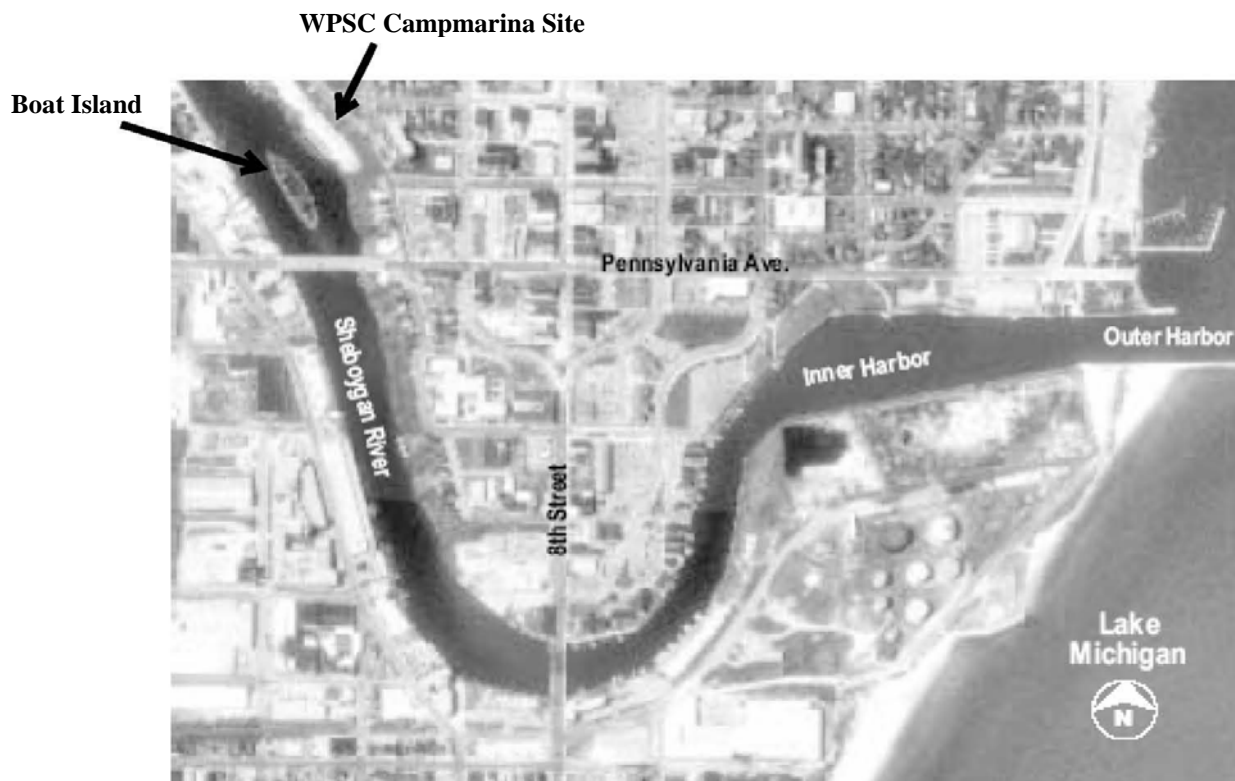 WPSC Campmarina Site
Boat Island
Pennsylvania Ave.
Sheboygan River
Inner Harbor
Outer Harbor
8th Street
Lake
Michigan
N